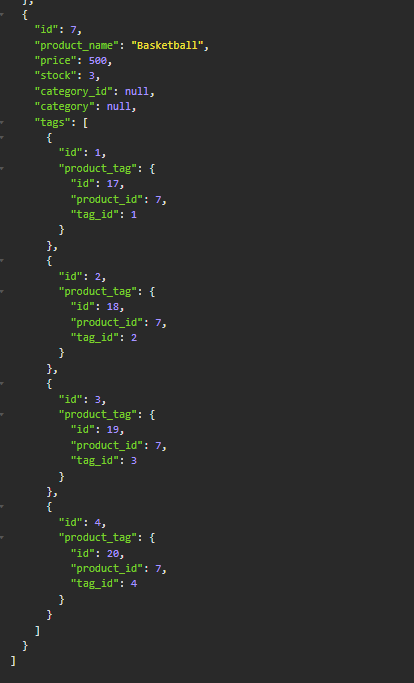 },
{
"id": 7,
"product_name": "Basketball",
"price": 500,
"stock": 3,
"category_id": null,
"category": null,
"tags": [
{
"id": 1,
"product_tag": {
"id": 17,
"product_id": 7,
"tag_id": 1
}
},
{
"id": 2,
"product_tag": {
"id": 18,
"product_id": 7,
"tag_id": 2
}
},
{
"id": 3,
"product_tag": {
"id": 19,
"product_id": 7,
"tag_id": 3
}
},
{
"id": 4,
"product_tag": {
"id": 20,
"product_id": 7,
"tag_id": 4
}
}
]
}
]